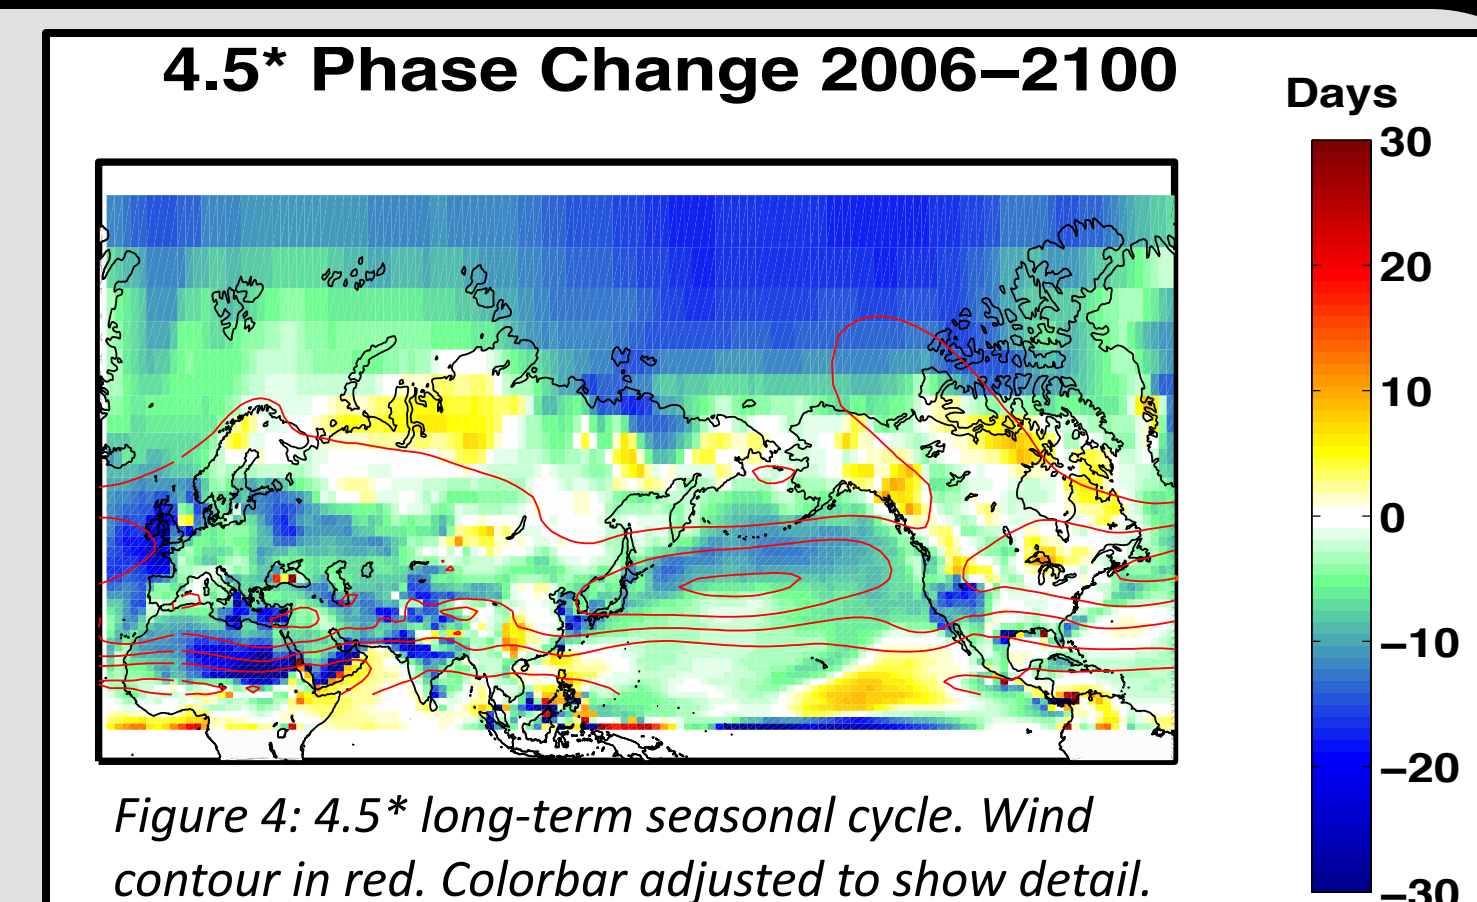 4.5* Phase Change 2006–2100
Days
30
20
10
0
–10
–20
–30
Figure 4: 4.5* long-term seasonal cycle. Wind
contour in red. Colorbar adjusted to show detail.